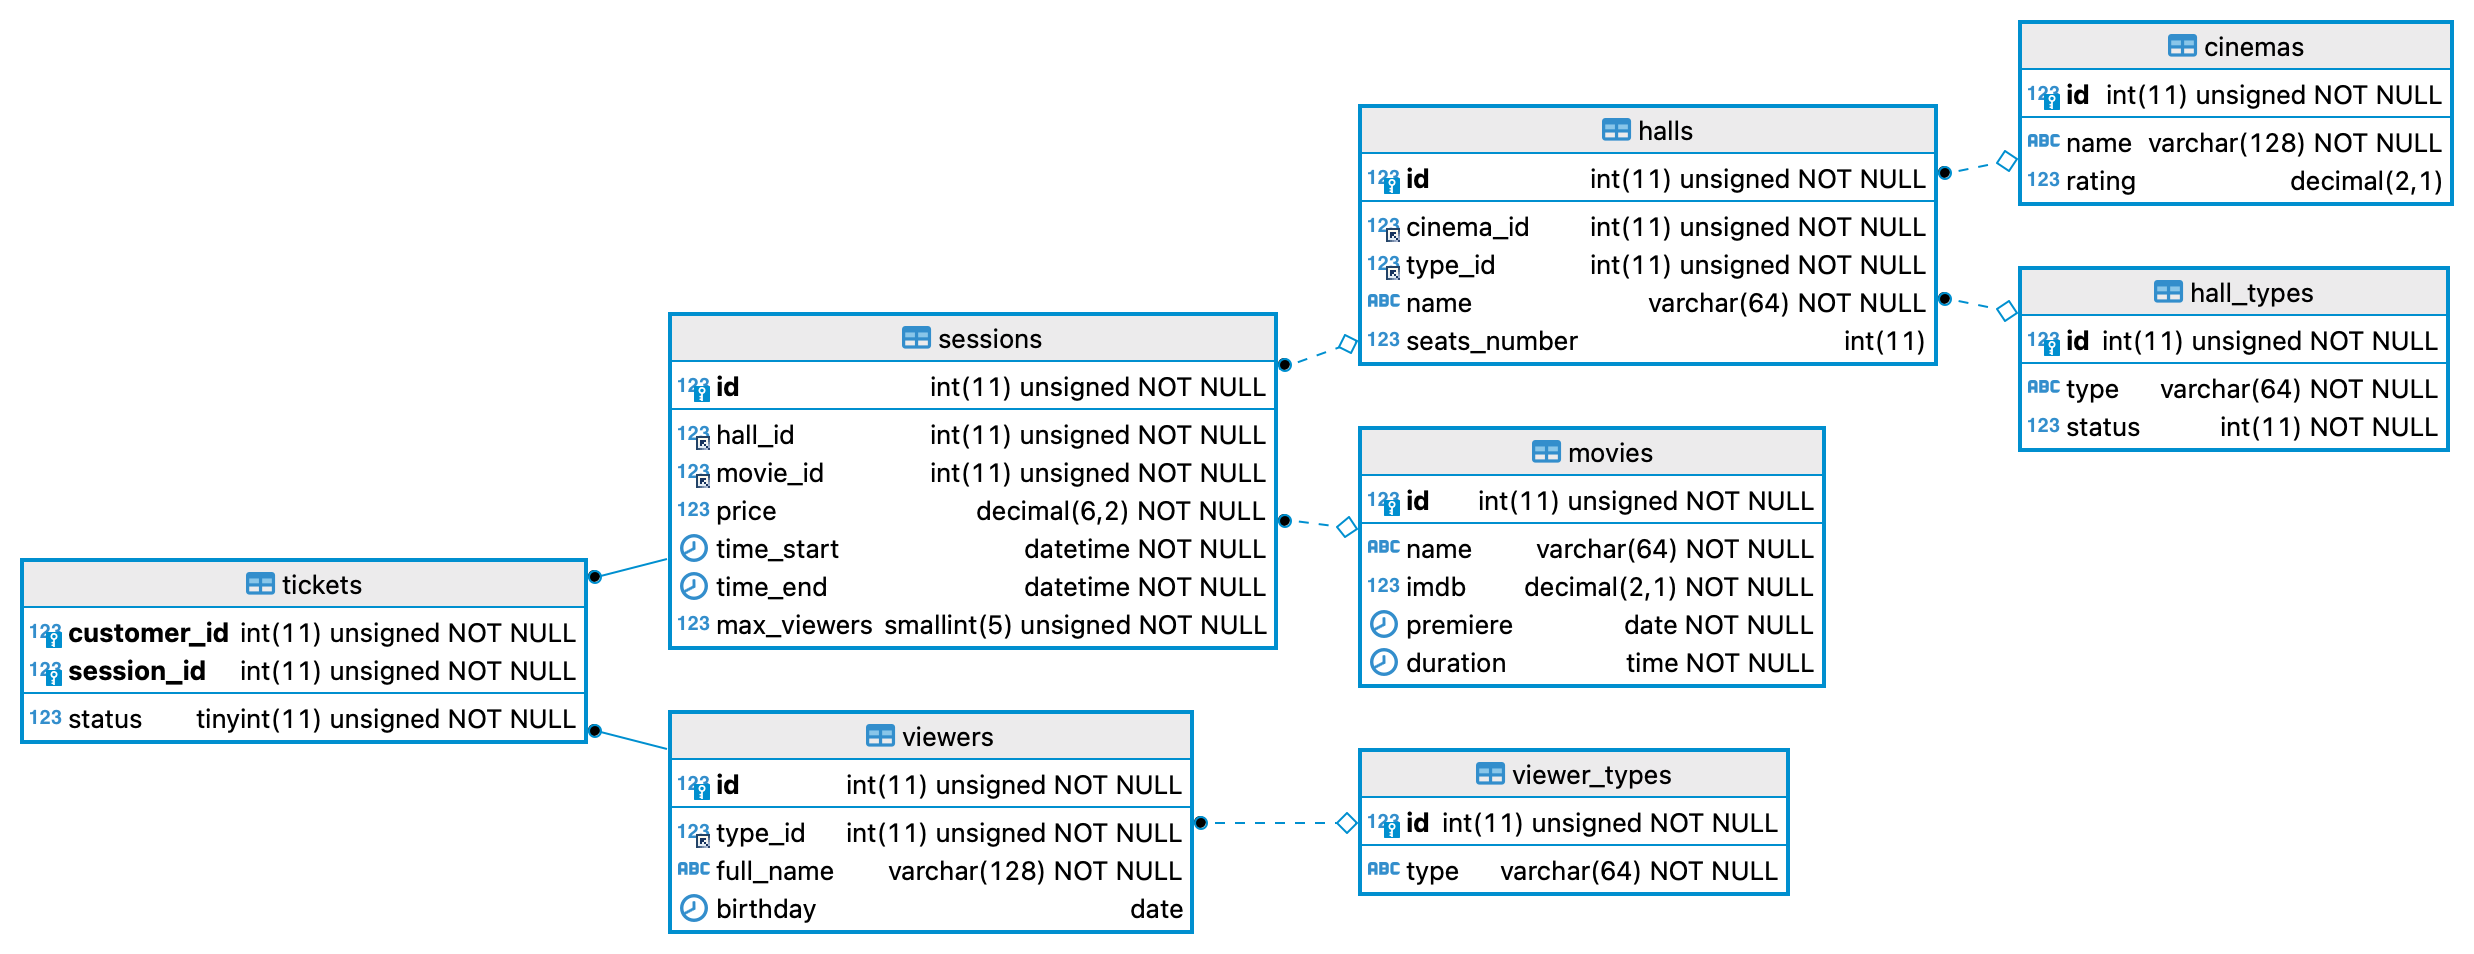 cinemas
123 id int(11) unsigned NOT NULL
ABC name varchar(128) NOT NULL
123 rating decimal(2,1)
halls
123 id int(11) unsigned NOT NULL
123 cinema_id int(11) unsigned NOT NULL
123 type_id int(11) unsigned NOT NULL
ABC name varchar(64) NOT NULL
123 seats_number int(11)
hall_types
123 id int(11) unsigned NOT NULL
ABC type varchar(64) NOT NULL
123 status int(11) NOT NULL
sessions
123 id int(11) unsigned NOT NULL
123 hall_id int(11) unsigned NOT NULL
123 movie_id int(11) unsigned NOT NULL
123 price decimal(6,2) NOT NULL
time_start datetime NOT NULL
time_end datetime NOT NULL
123 max_viewers smallint(5) unsigned NOT NULL
movies
123 id int(11) unsigned NOT NULL
ABC name varchar(64) NOT NULL
123 imdb decimal(2,1) NOT NULL
premiere date NOT NULL
duration time NOT NULL
tickets
123 customer_id int(11) unsigned NOT NULL
123 session_id int(11) unsigned NOT NULL
123 status tinyint(11) unsigned NOT NULL
viewers
123 id int(11) unsigned NOT NULL
123 type_id int(11) unsigned NOT NULL
ABC full_name varchar(128) NOT NULL
birthday date
viewer_types
123 id int(11) unsigned NOT NULL
ABC type varchar(64) NOT NULL